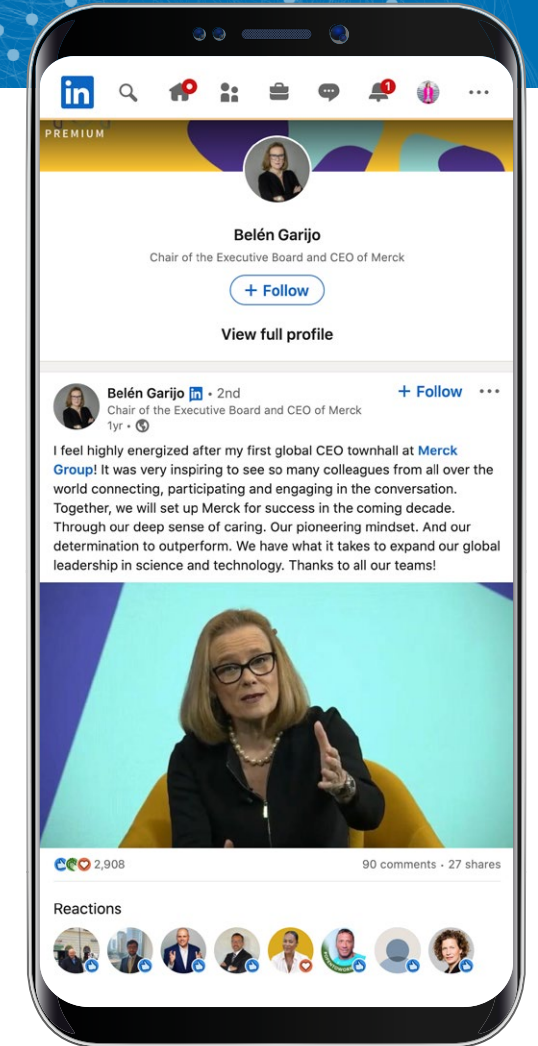 in
1
PREMIUM
Belén Garijo
Chair of the Executive Board and CEO of Merck
+ Follow
View full profile
Belén Garijo in • 2nd
+ Follow
Chair of the Executive Board and CEO of Merck
1yr •
I feel highly energized after my first global CEO townhall at Merck
Group! It was very inspiring to see so many colleagues from all over the
world connecting, participating and engaging in the conversation.
Together, we will set up Merck for success in the coming decade.
Through our deep sense of caring. Our pioneering mindset. And our
determination to outperform. We have what it takes to expand our global
leadership in science and technology. Thanks to all our teams!
2,908
90 comments • 27 shares
Reactions